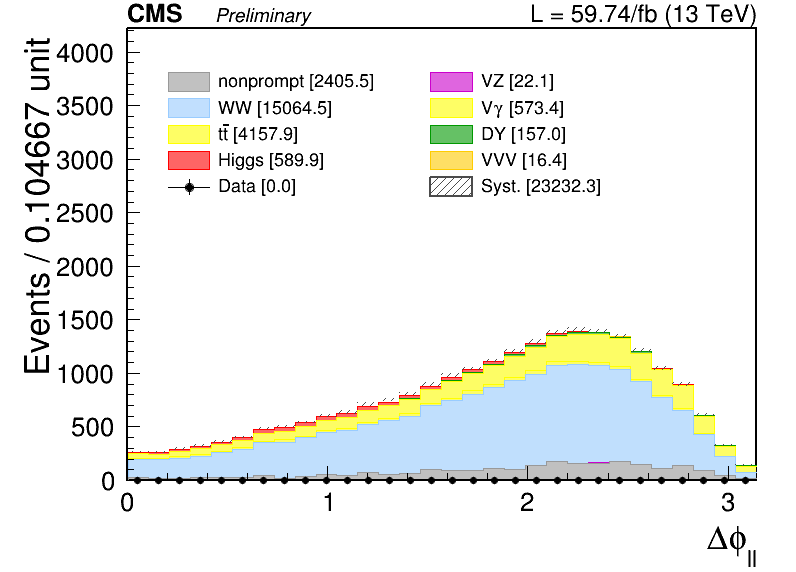 CMS Preliminary L = 59.74/fb (13 TeV)
Events / 0.104667 unit
4000
3500
3000
2500
2000
1500
1000
500
0
nonprompt [2405.5]
WW [15064.5]
tt̄ [4157.9]
Higgs [589.9]
Data [0.0]
VZ [22.1]
Vγ [573.4]
DY [157.0]
VVV [16.4]
Syst. [23232.3]
0 1 2 3
Δϕ_ll